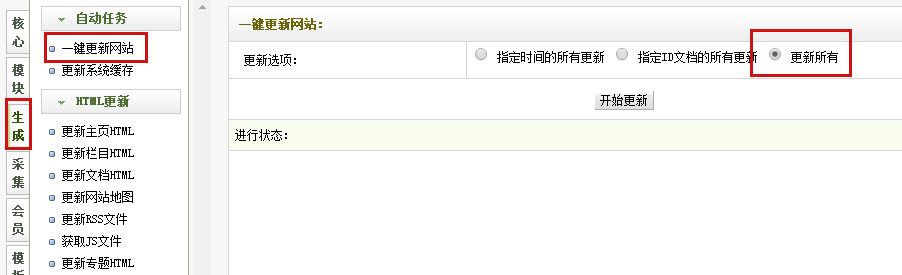 核心
模块
生成
采集
会员
模
自动任务
一键更新网站
更新系统缓存
HTML更新
更新主页HTML
更新栏目HTML
更新文档HTML
更新网站地图
更新RSS文件
获取JS文件
更新专题HTML
一键更新网站:
更新选项: 指定时间的所有更新 指定ID文档的所有更新 更新所有
开始更新
进行状态: